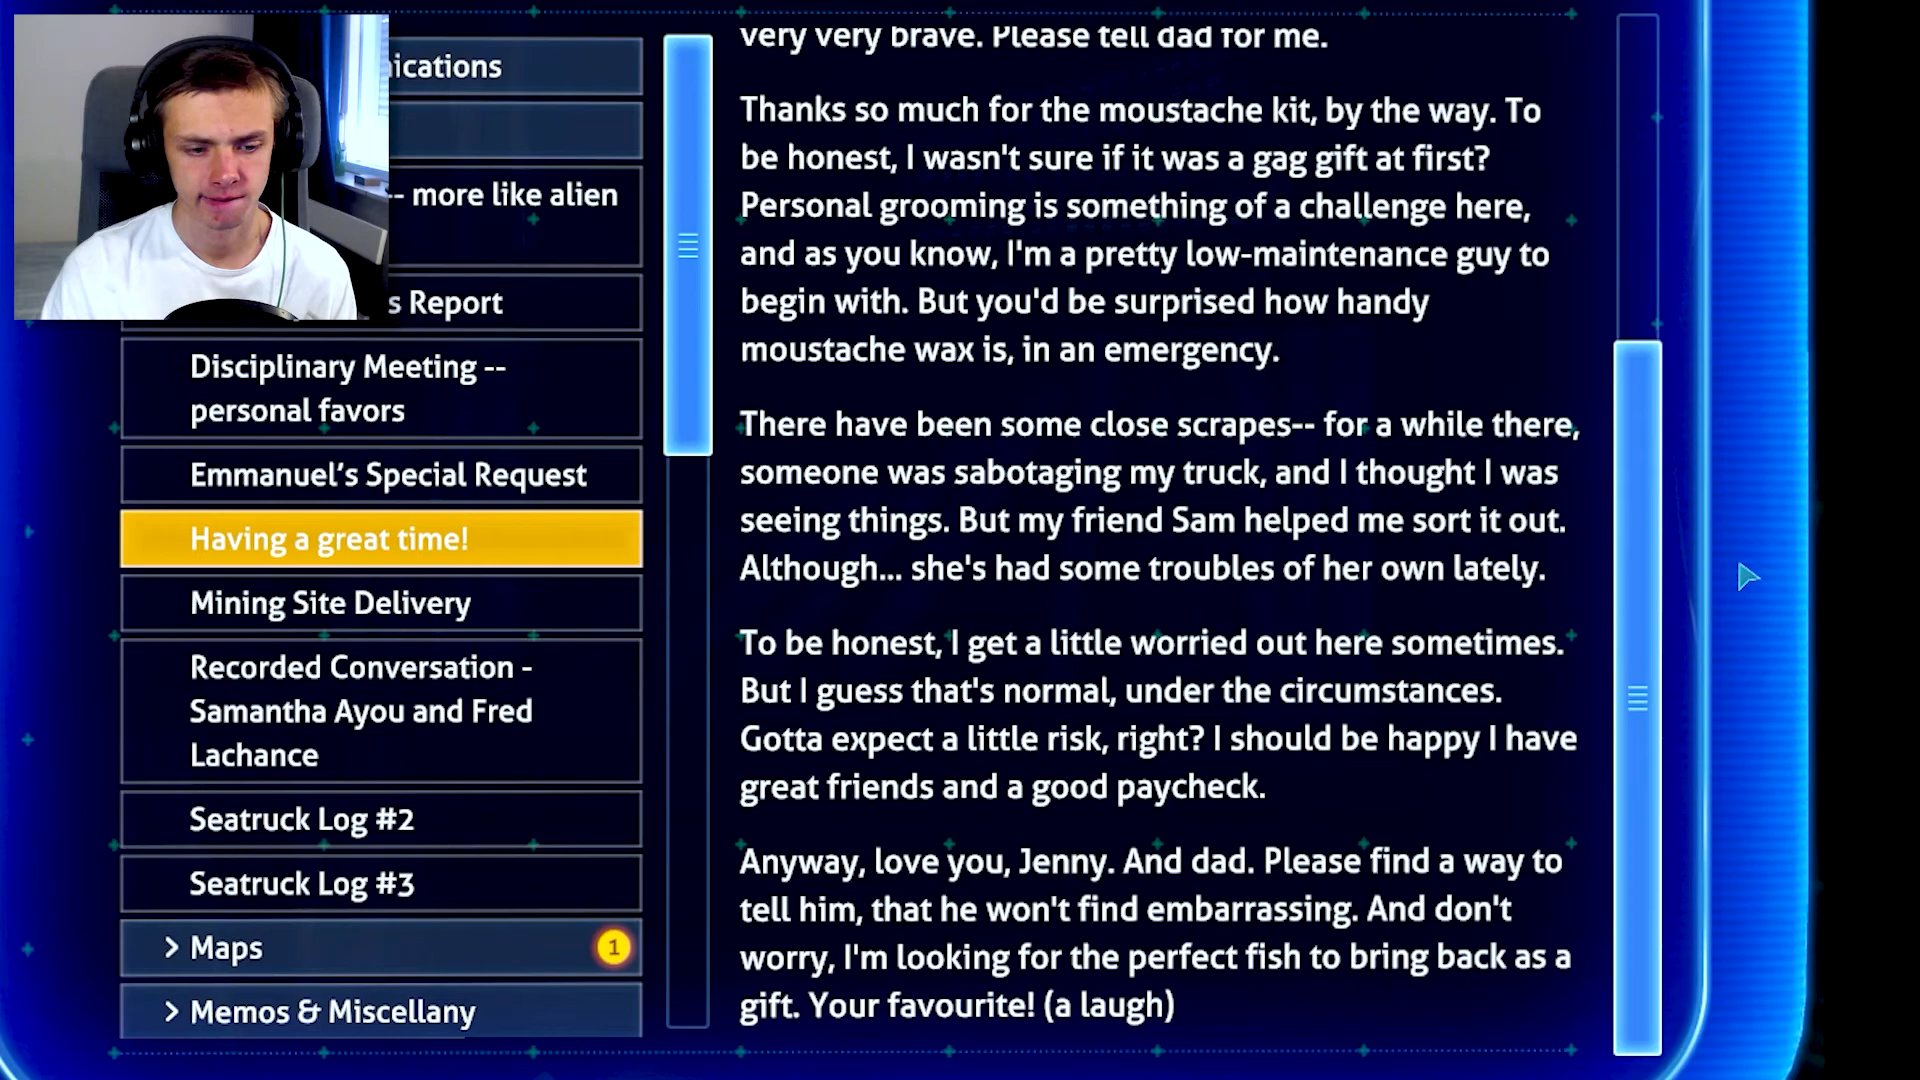 ications
-- more like alien
s Report
Disciplinary Meeting --
personal favors
Emmanuel’s Special Request
Having a great time!
Mining Site Delivery
Recorded Conversation -
Samantha Ayou and Fred
Lachance
Seatruck Log #2
Seatruck Log #3
> Maps
1
> Memos & Miscellany
very very brave. Please tell dad for me.
Thanks so much for the moustache kit, by the way. To
be honest, I wasn't sure if it was a gag gift at first?
Personal grooming is something of a challenge here,
and as you know, I'm a pretty low-maintenance guy to
begin with. But you'd be surprised how handy
moustache wax is, in an emergency.
There have been some close scrapes-- for a while there,
someone was sabotaging my truck, and I thought I was
seeing things. But my friend Sam helped me sort it out.
Although... she's had some troubles of her own lately.
To be honest, I get a little worried out here sometimes.
But I guess that's normal, under the circumstances.
Gotta expect a little risk, right? I should be happy I have
great friends and a good paycheck.
Anyway, love you, Jenny. And dad. Please find a way to
tell him, that he won't find embarrassing. And don't
worry, I'm looking for the perfect fish to bring back as a
gift. Your favourite! (a laugh)